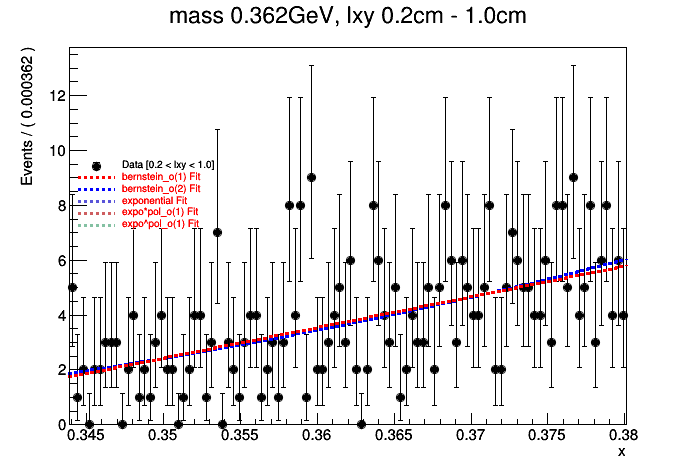 mass 0.362GeV, lxy 0.2cm - 1.0cm
Events / ( 0.000362 )
12
10
8
6
4
2
0
Data [0.2 < lxy < 1.0]
bernstein_o(1) Fit
bernstein_o(2) Fit
exponential Fit
expo*pol_o(1) Fit
expo^pol_o(1) Fit
0.345 0.35 0.355 0.36 0.365 0.37 0.375 0.38
x